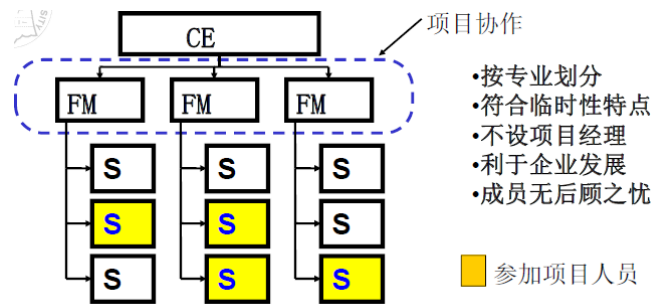 SITY
CE
项目协作
FM FM FM
•按专业划分
•符合临时性特点
•不设项目经理
•利于企业发展
•成员无后顾之忧
S S S
S S S
S S S
参加项目人员